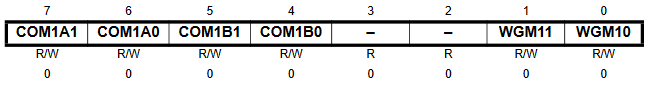 7 6 5 4 3 2 1 0
COM1A1 COM1A0 COM1B1 COM1B0 – – WGM11 WGM10
R/W R/W R/W R/W R R R/W R/W
0 0 0 0 0 0 0 0